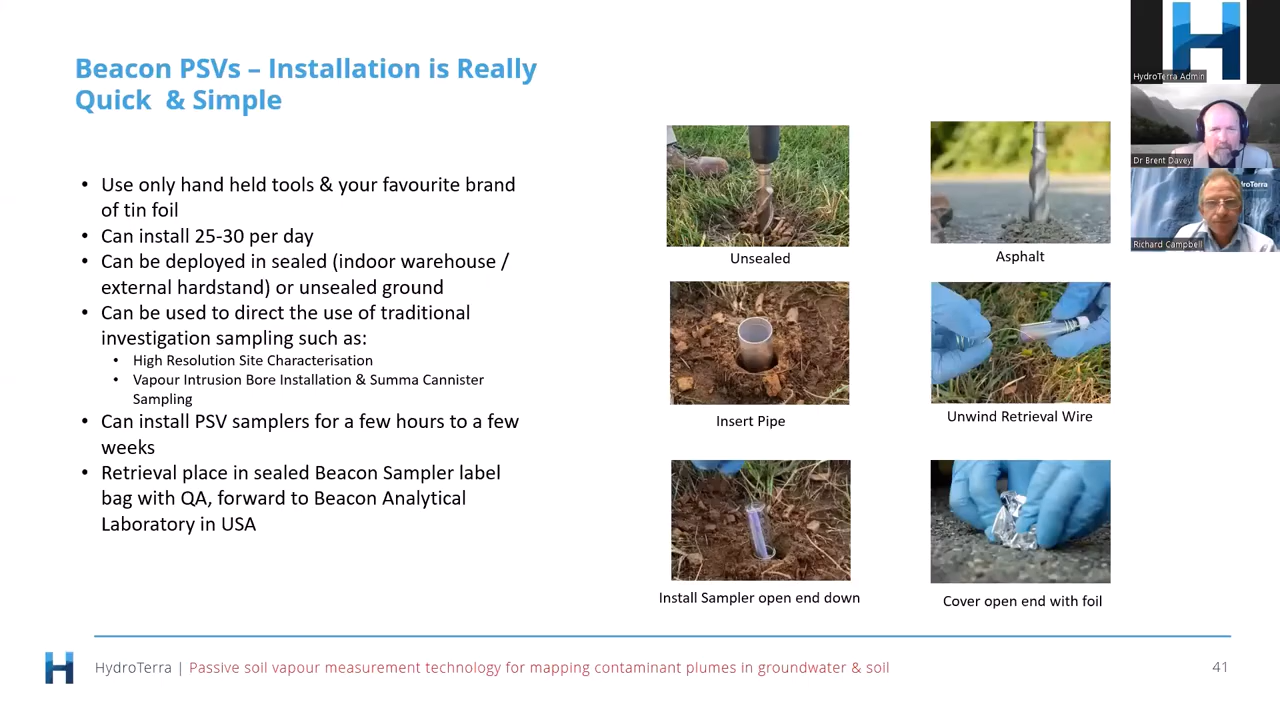 Beacon PSVs – Installation is Really
Quick & Simple
• Use only hand held tools & your favourite brand
of tin foil
• Can install 25-30 per day
• Can be deployed in sealed (indoor warehouse /
external hardstand) or unsealed ground
• Can be used to direct the use of traditional
investigation sampling such as:
• High Resolution Site Characterisation
• Vapour Intrusion Bore Installation & Summa Cannister
Sampling
• Can install PSV samplers for a few hours to a few
weeks
• Retrieval place in sealed Beacon Sampler label
bag with QA, forward to Beacon Analytical
Laboratory in USA
Unsealed
Asphalt
Insert Pipe
Unwind Retrieval Wire
Install Sampler open end down
Cover open end with foil
HydroTerra Admin
Dr Brent Davey
roTerra
Richard Campbell
HydroTerra | Passive soil vapour measurement technology for mapping contaminant plumes in groundwater & soil
41